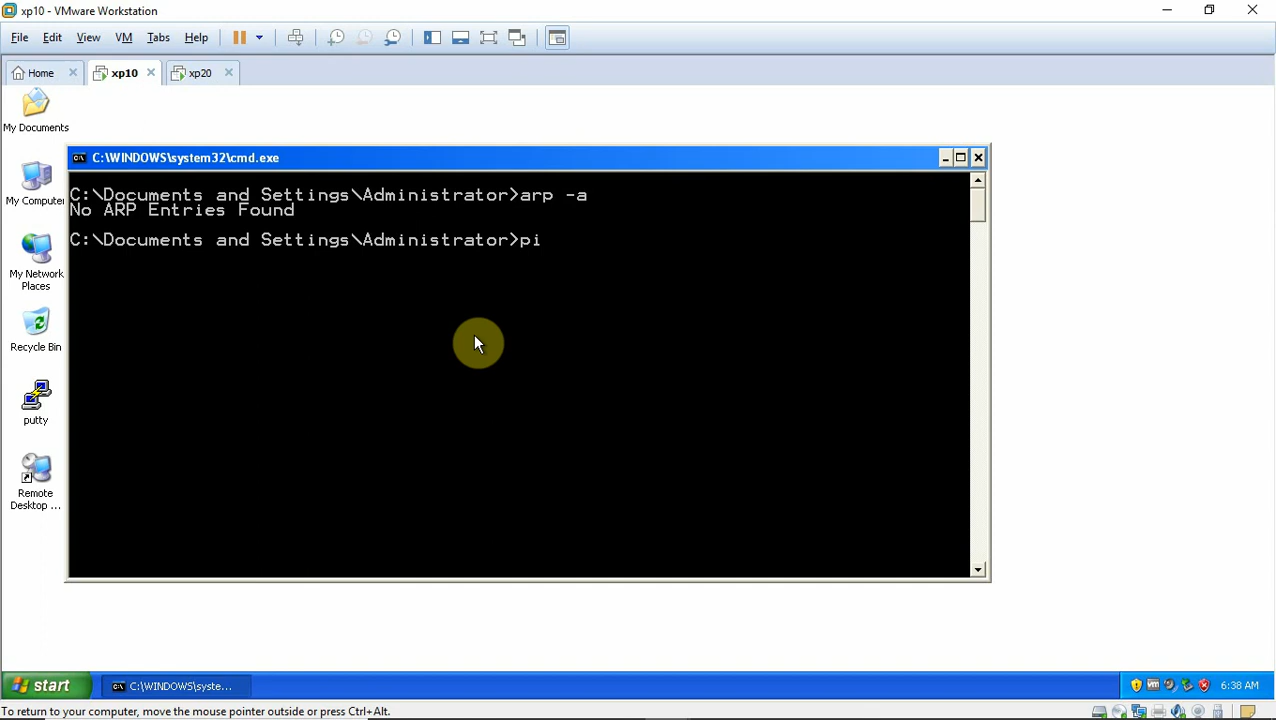 xp10 - VMware Workstation
File Edit View VM Tabs Help
Home xp10 xp20
My Documents
My Computer
My Network
Places
Recycle Bin
putty
Remote
Desktop ...
C:\WINDOWS\system32\cmd.exe
C:\Documents and Settings\Administrator>arp -a
No ARP Entries Found
C:\Documents and Settings\Administrator>pi
start C:\WINDOWS\syste... 6:38 AM
To return to your computer, move the mouse pointer outside or press Ctrl+Alt.